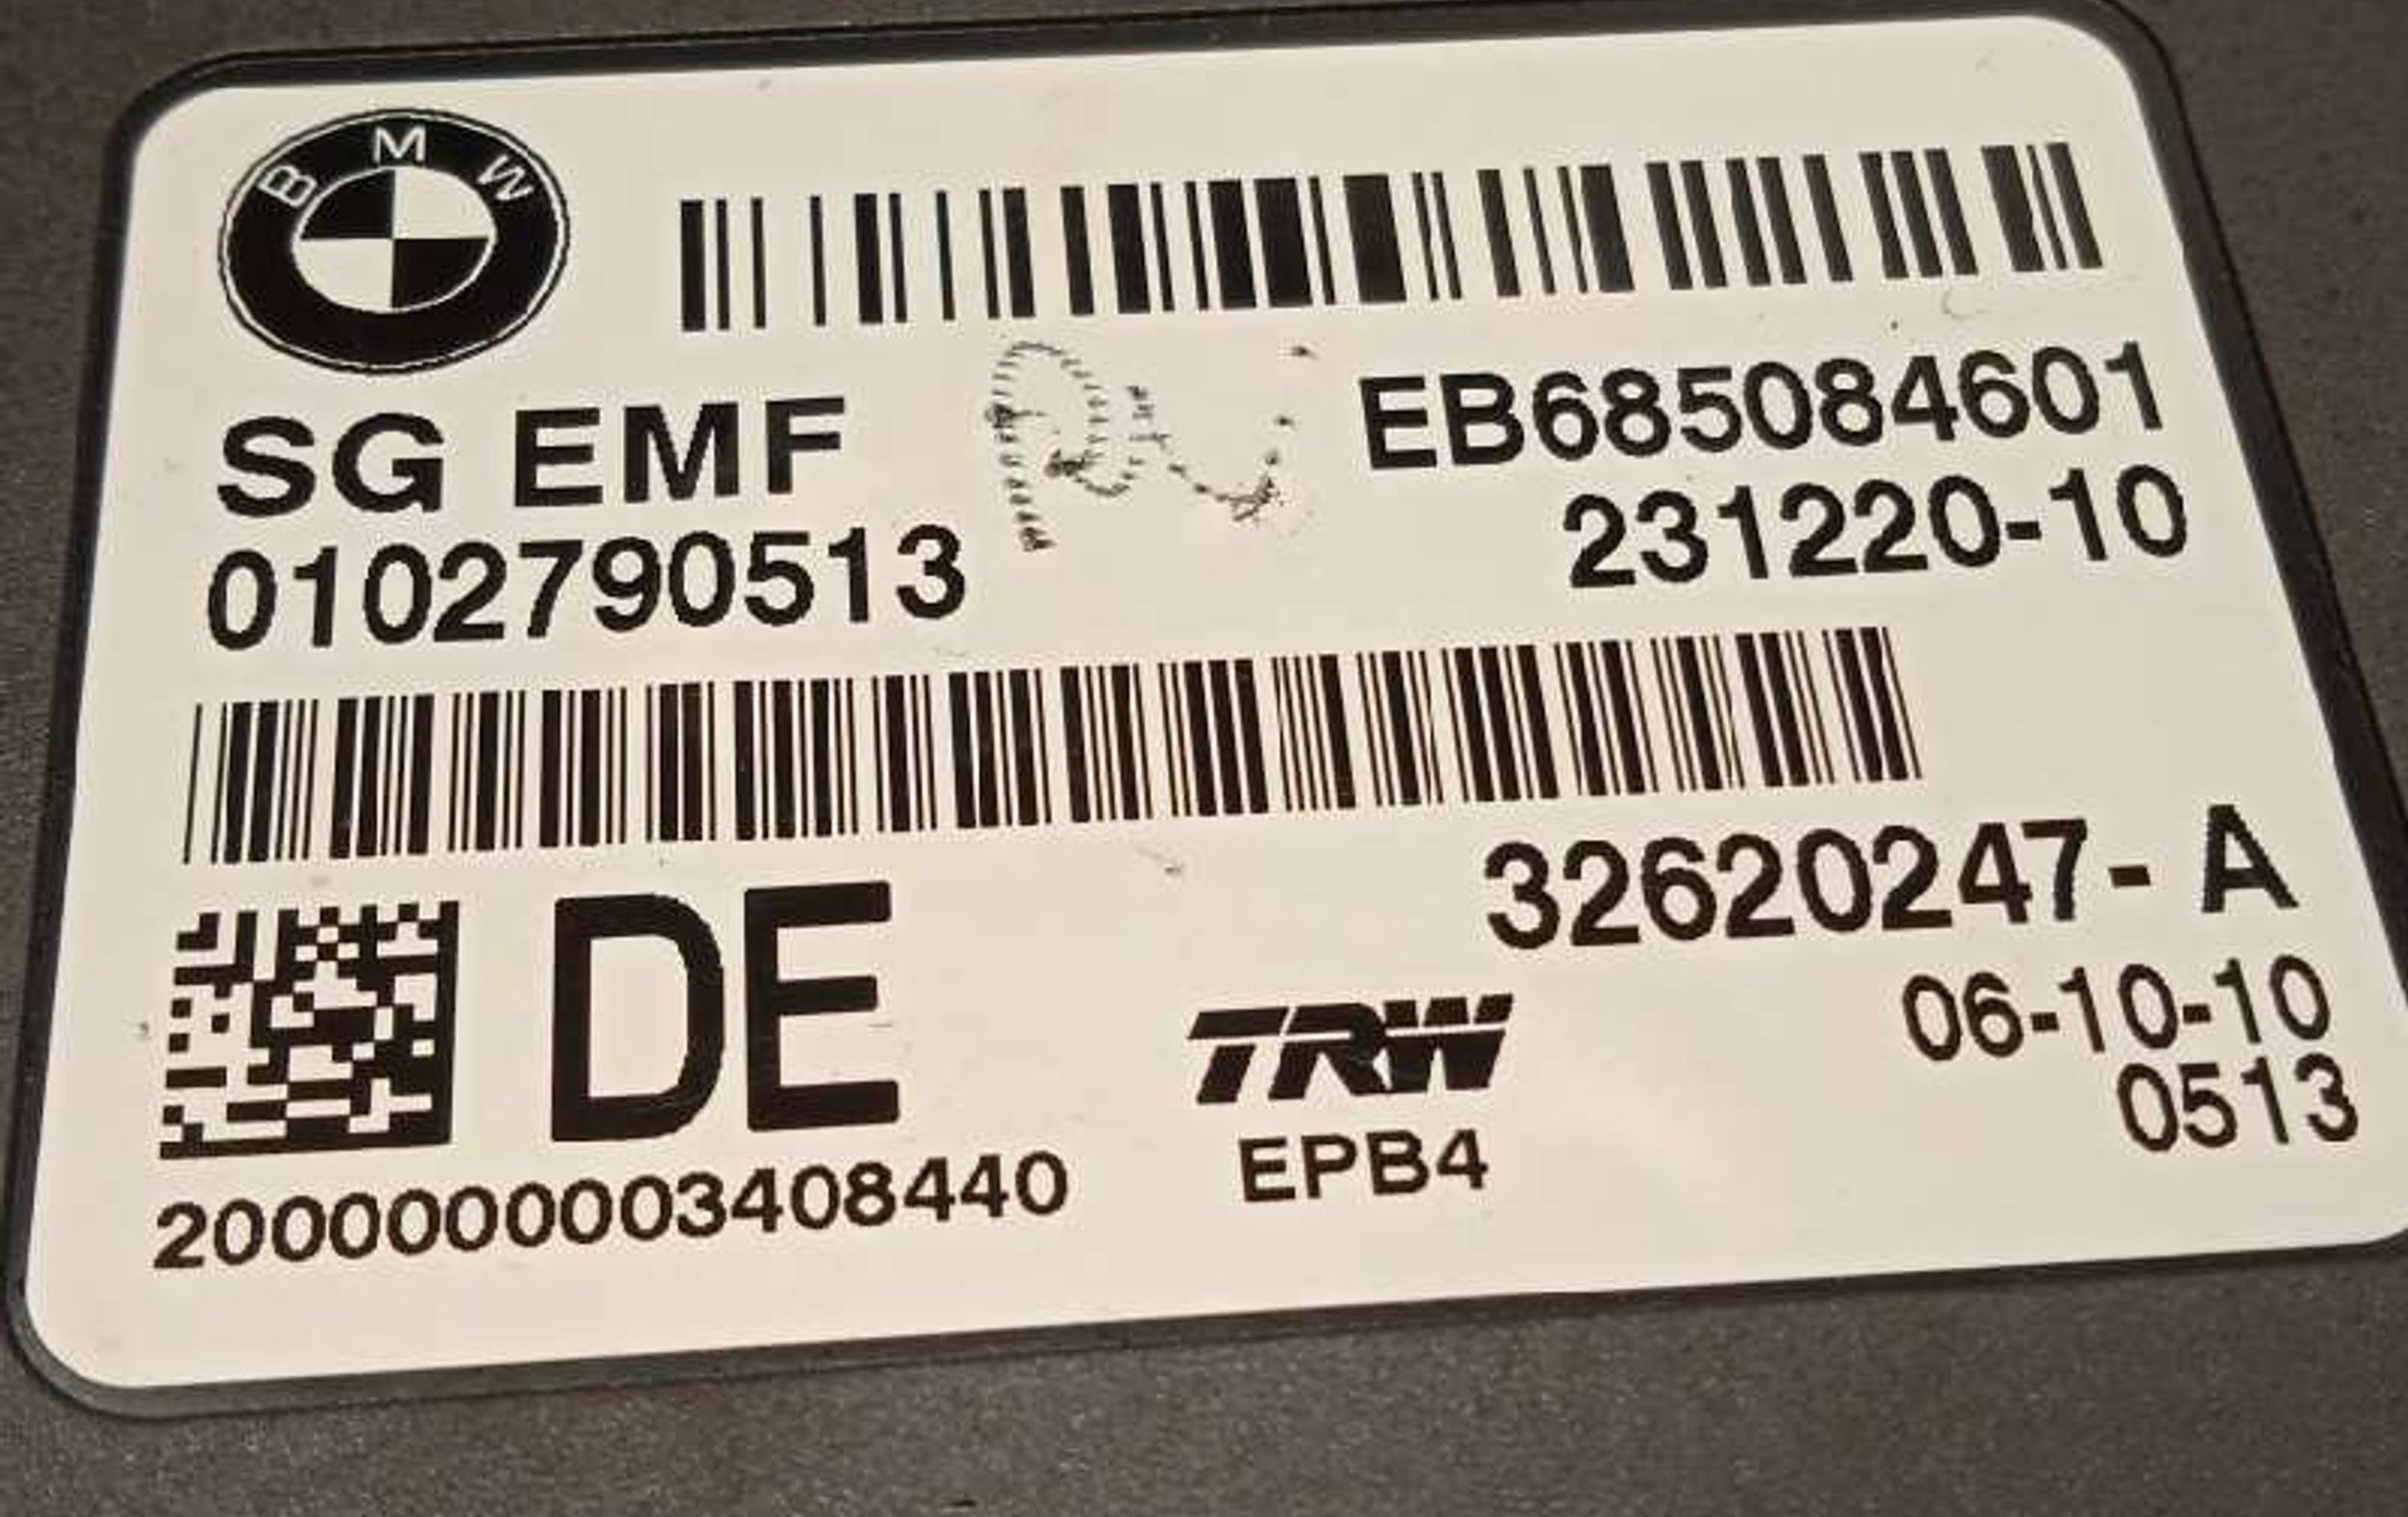 BMW
SG EMF
EB685084601
0102790513
231220-10
32620247- A
DE
TRW
06-10-10
EPB4
0513
2000000003408440